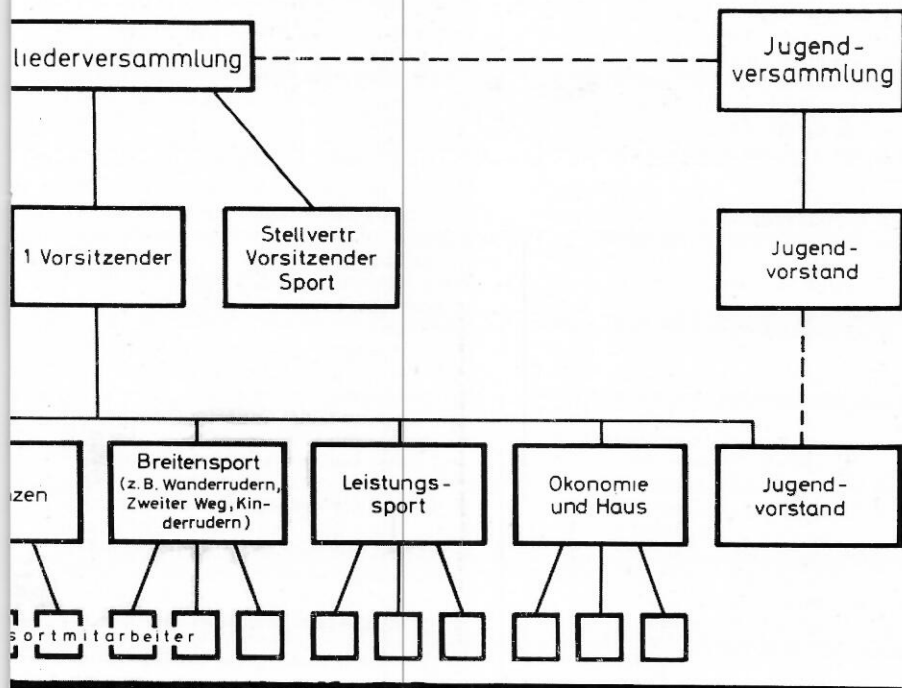 liederversammlung
Jugend-
versammlung
1 Vorsitzender
Stellvertr
Vorsitzender
Sport
Jugend-
vorstand
nzen
Breitensport
(z.B. Wanderrudern,
Zweiter Weg, Kin-
derrudern)
Leistungs-
sport
Okonomie
und Haus
Jugend-
vorstand
sortmitarbeiter